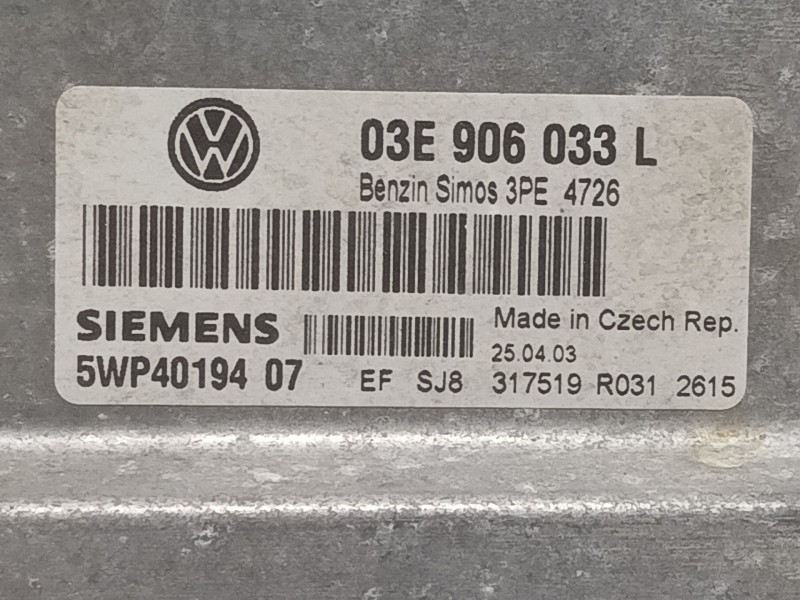 03E 906 033 L
Benzin Simos 3PE 4726
SIEMENS
Made in Czech Rep.
25.04.03
5WP40194 07
EF SJ8 317519 R031 2615